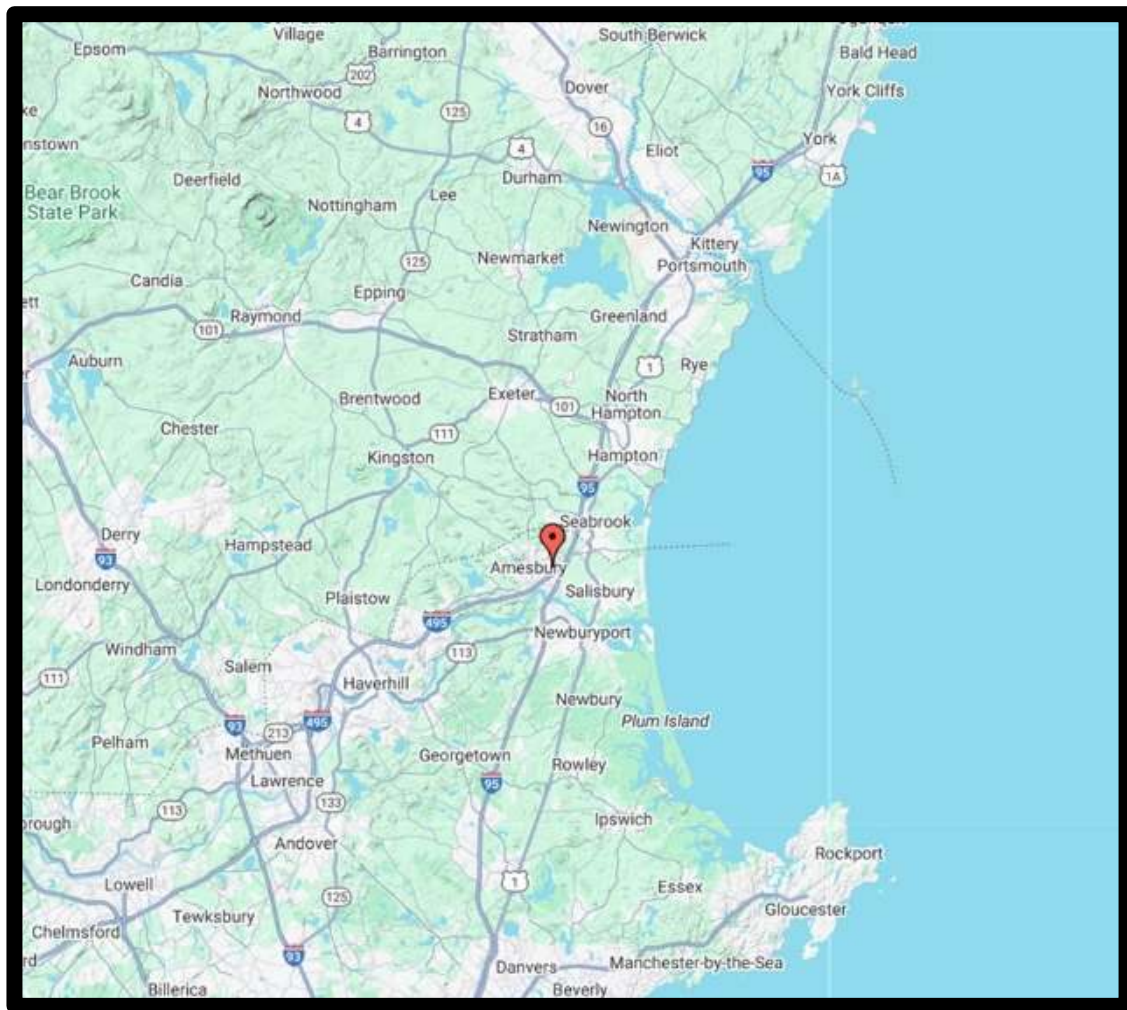 Village
South Berwick
Epsom
Barrington
Bald Head
202
Northwood
Dover
York Cliffs
125
4
16
York
4
Eliot
95
1A
Durham
Deerfield
Lee
Bear Brook
State Park
Nottingham
Newington
Kittery
Newmarket
125
Portsmouth
Candia
Epping
Raymond
Greenland
101
Stratham
Auburn
1
Rye
Brentwood
Exeter
101
North
Hampton
Chester
111
Kingston
Hampton
95
Seabrook
Derry
Hampstead
93
Amesbury
Londonderry
Plaistow
Salisbury
495
Newburyport
Windham
113
Salem
111
Haverhill
Newbury
Plum Island
93
495
213
Pelham
Methuen
Georgetown
Rowley
Lawrence
95
133
113
Ipswich
Andover
Rockport
Lowell
1
Essex
125
Gloucester
Tewksbury
Chelmsford
93
Danvers
Manchester-by-the-Sea
Billerica
Beverly